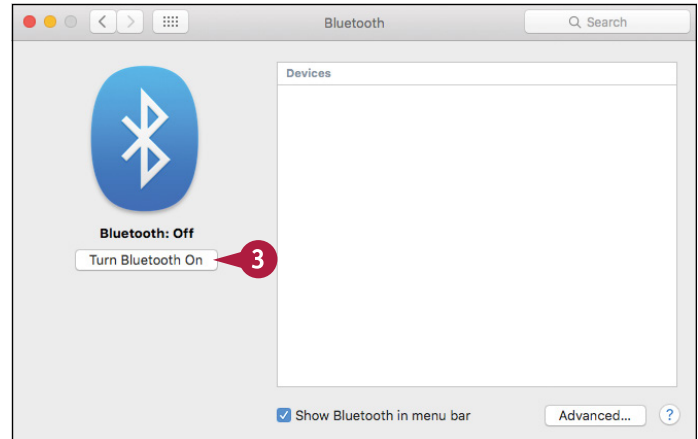 Bluetooth
Search
Devices
Bluetooth: Off
Turn Bluetooth On
3
Show Bluetooth in menu bar
Advanced...
?